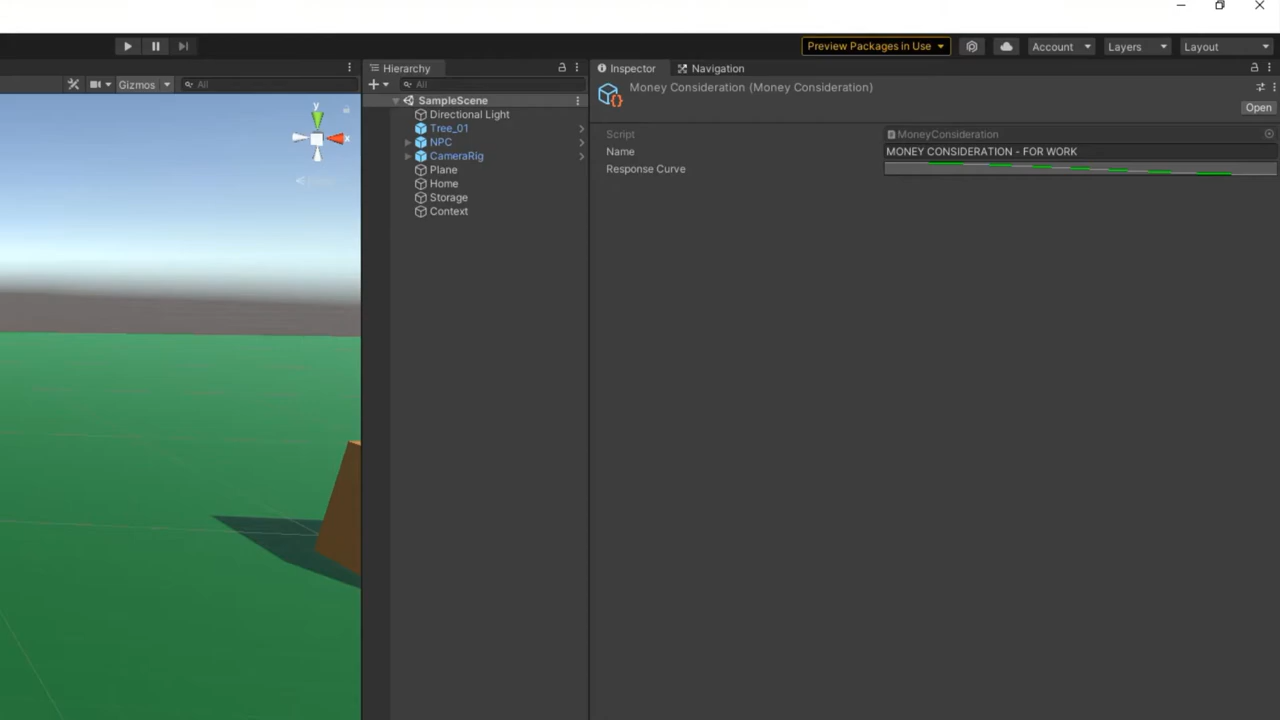 Preview Packages in Use
Account
Layers
Layout
Hierarchy
Inspector
Navigation
Gizmos
All
All
Money Consideration (Money Consideration)
Open
SampleScene
Directional Light
Tree_01
NPC
CameraRig
Plane
Home
Storage
Context
Script
MoneyConsideration
Name
MONEY CONSIDERATION - FOR WORK
Response Curve
y
x